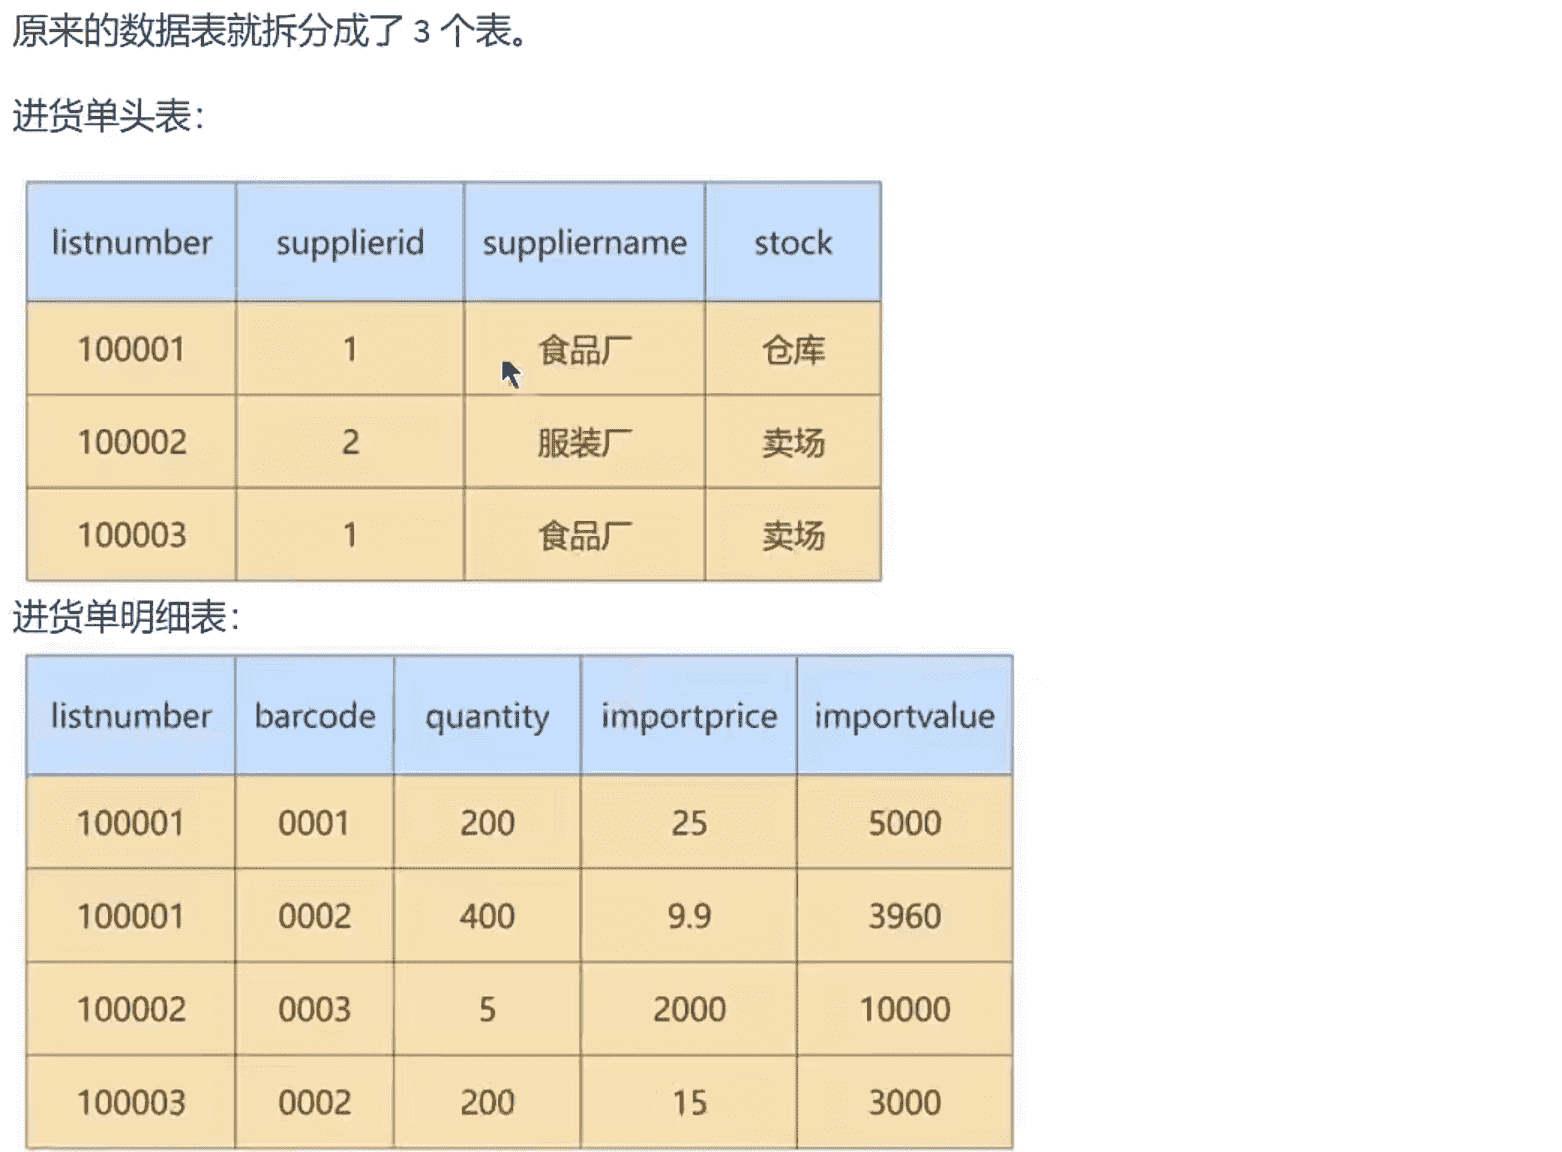 原来的数据表就拆分成了 3 个表。
进货单头表：
listnumber supplierid suppliername stock
100001 1 食品厂 仓库
100002 2 服装厂 卖场
100003 1 食品厂 卖场
进货单明细表：
listnumber barcode quantity importprice importvalue
100001 0001 200 25 5000
100001 0002 400 9.9 3960
100002 0003 5 2000 10000
100003 0002 200 15 3000